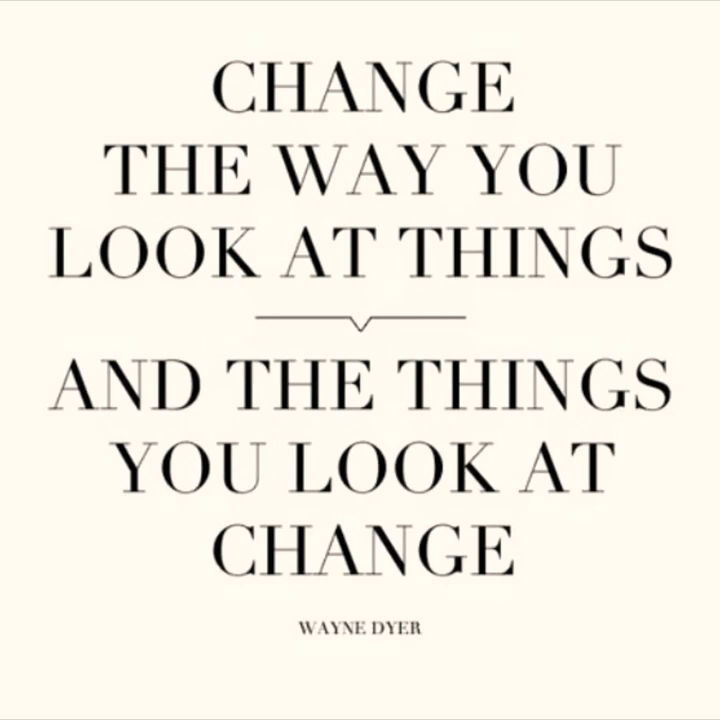 CHANGE
THE WAY YOU
LOOK AT THINGS
AND THE THINGS
YOU LOOK AT
CHANGE
WAYNE DYER